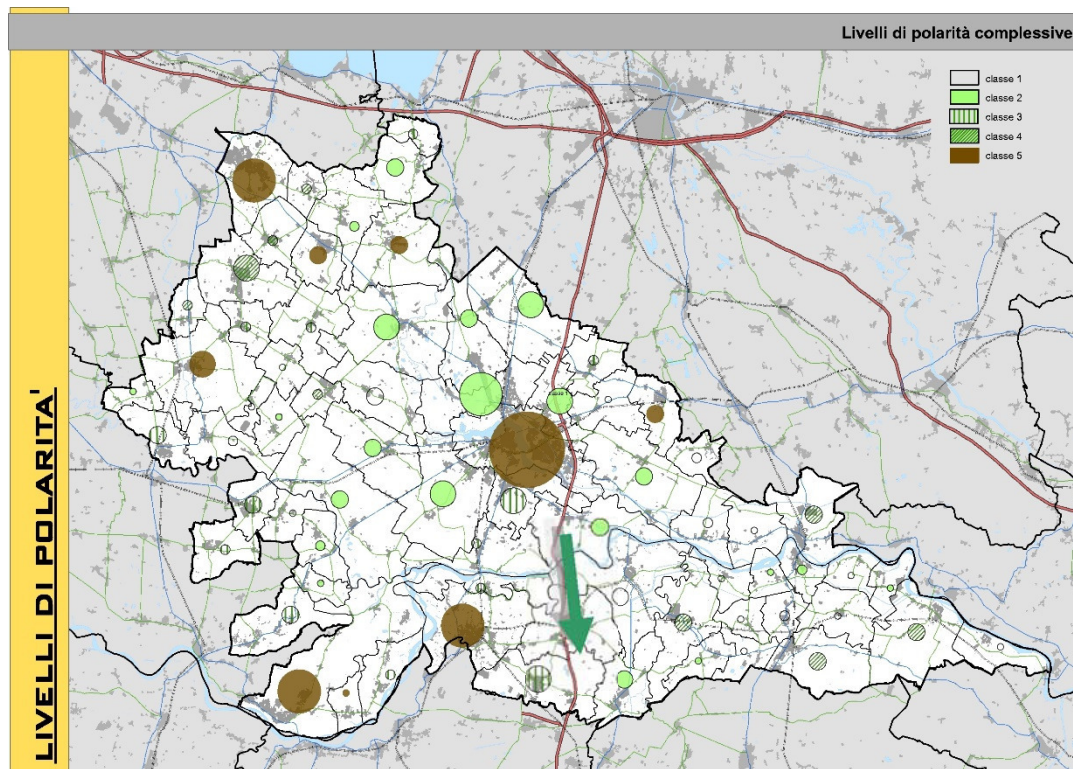 Livelli di polarità complessive
classe 1
classe 2
classe 3
classe 4
classe 5
LIVELLI DI POLARITA'